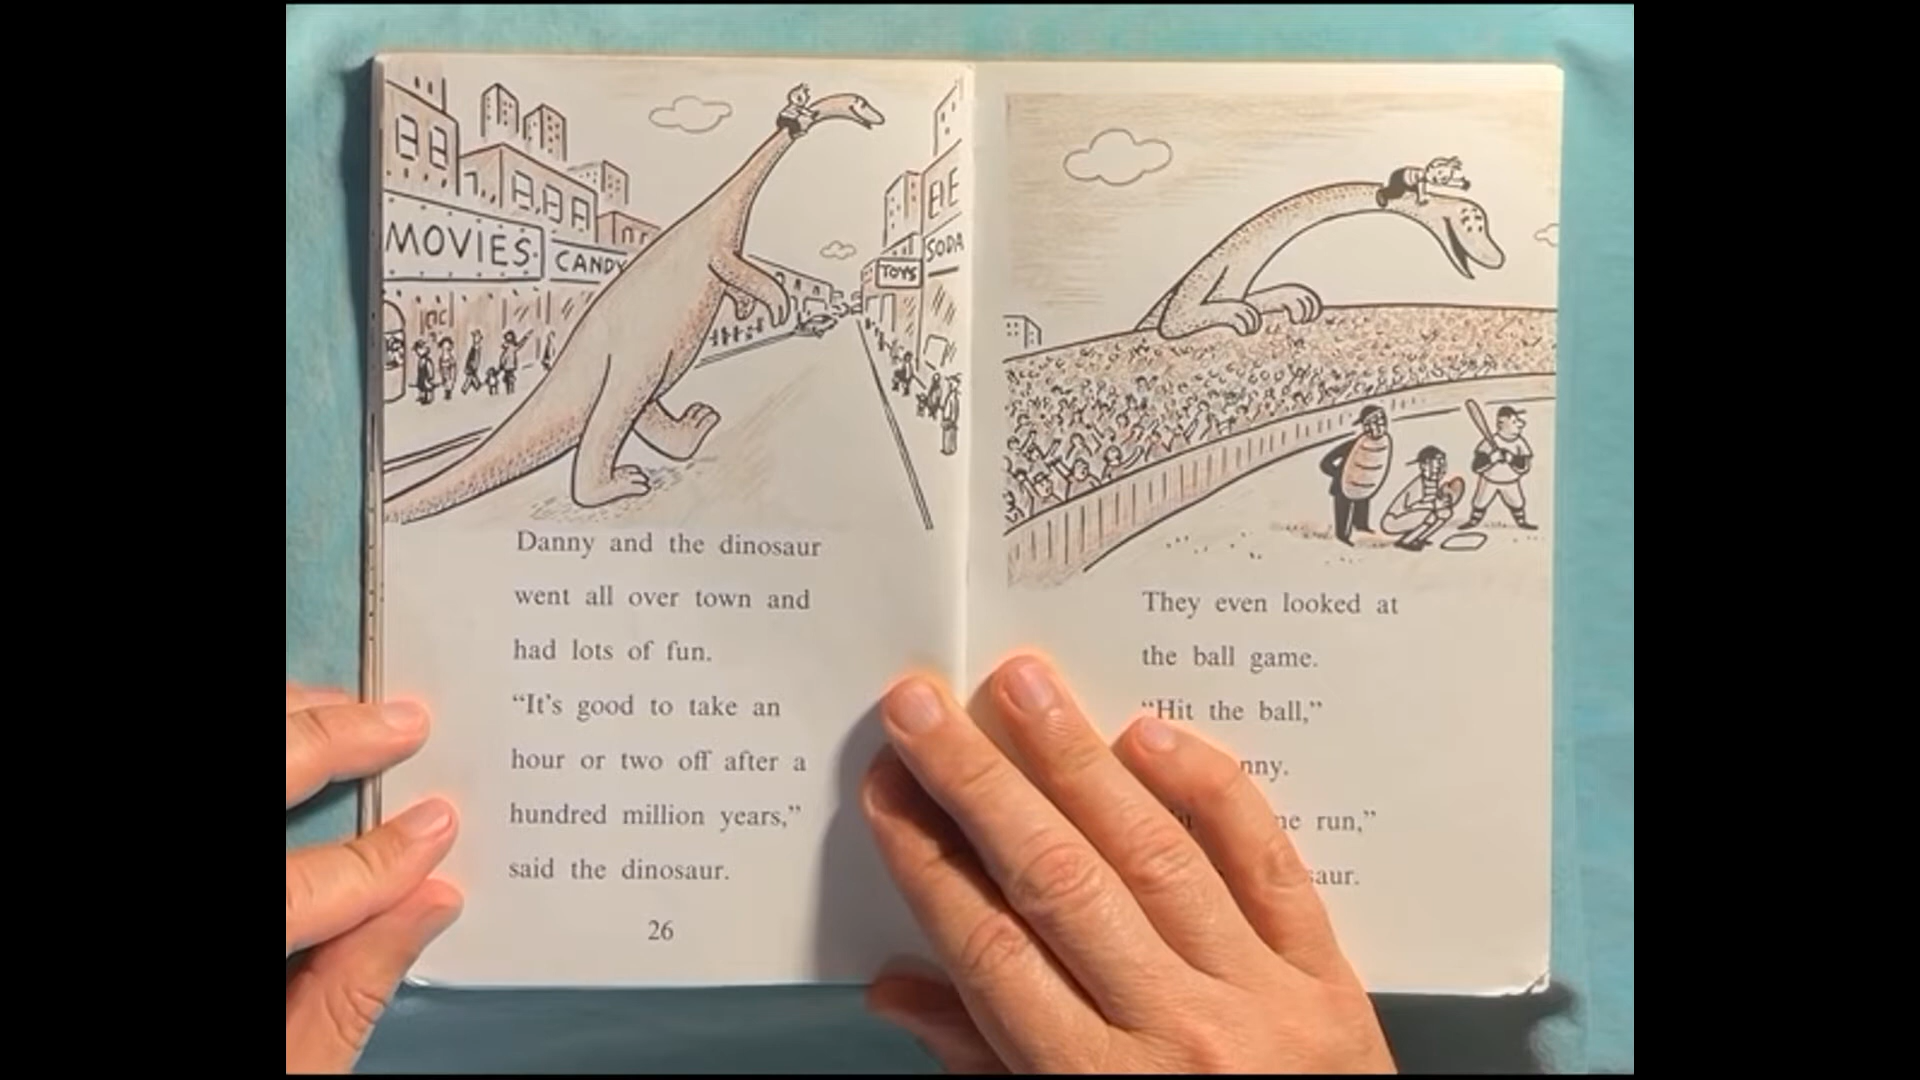 MOVIES
CANDY
TOYS
SODA
Danny and the dinosaur
went all over town and
had lots of fun.
“It’s good to take an
hour or two off after a
hundred million years,”
said the dinosaur.
26
They even looked at
the ball game.
“Hit the ball,”
run,”